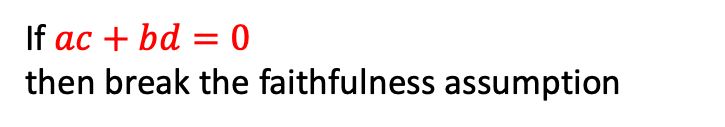 If ac + bd = 0
then break the faithfulness assumption